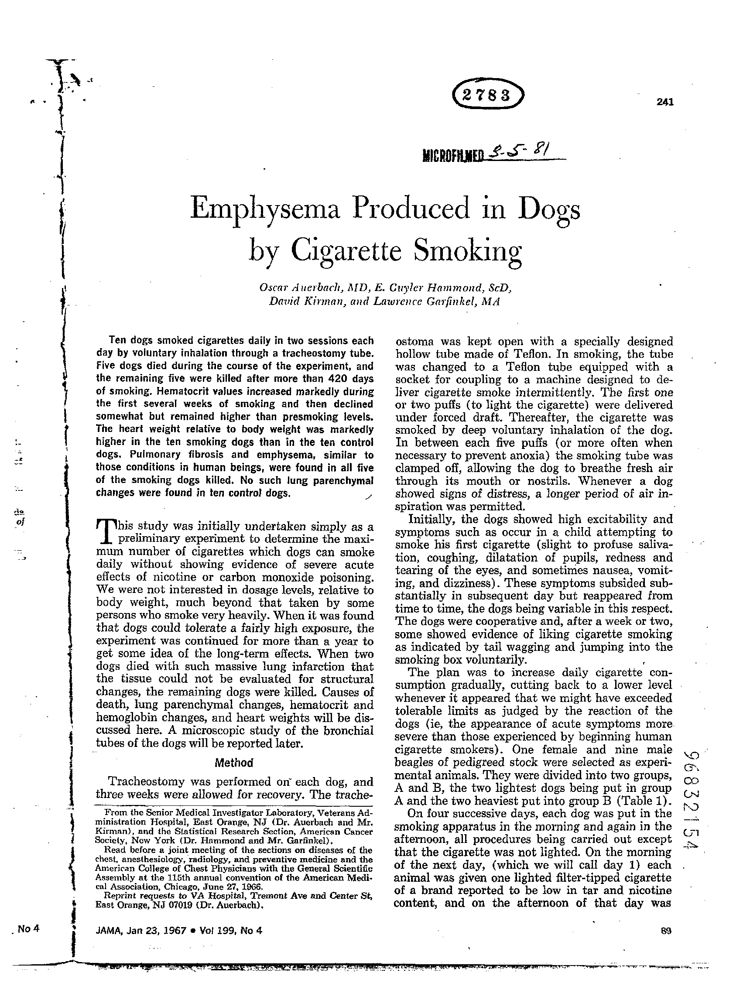 2783
241
MICROFILMED 3-5-81
Emphysema Produced in Dogs
by Cigarette Smoking
Oscar Auerbach, MD, E. Cuyler Hammond, ScD,
David Kirman, and Lawrence Garfinkel, MA
Ten dogs smoked cigarettes daily in two sessions each
day by voluntary inhalation through a tracheostomy tube.
Five dogs died during the course of the experiment, and
the remaining five were killed after more than 420 days
of smoking. Hematocrit values increased markedly during
the first several weeks of smoking and then declined
somewhat but remained higher than presmoking levels.
The heart weight relative to body weight was markedly
higher in the ten smoking dogs than in the ten control
dogs. Pulmonary fibrosis and emphysema, similar to
those conditions in human beings, were found in all five
of the smoking dogs killed. No such lung parenchymal
changes were found in ten control dogs.
This study was initially undertaken simply as a
preliminary experiment to determine the maxi-
mum number of cigarettes which dogs can smoke
daily without showing evidence of severe acute
effects of nicotine or carbon monoxide poisoning.
We were not interested in dosage levels, relative to
body weight, much beyond that taken by some
persons who smoke very heavily. When it was found
that dogs could tolerate a fairly high exposure, the
experiment was continued for more than a year to
get some idea of the long-term effects. When two
dogs died with such massive lung infarction that
the tissue could not be evaluated for structural
changes, the remaining dogs were killed. Causes of
death, lung parenchymal changes, hematocrit and
hemoglobin changes, and heart weights will be dis-
cussed here. A microscopic study of the bronchial
tubes of the dogs will be reported later.
Method
Tracheostomy was performed on each dog, and
three weeks were allowed for recovery. The trache-
From the Senior Medical Investigator Laboratory, Veterans Ad-
ministration Hospital, East Orange, NJ (Dr. Auerbach and Mr.
Kirman), and the Statistical Research Section, American Cancer
Society, New York (Dr. Hammond and Mr. Garfinkel).
Read before a joint meeting of the sections on diseases of the
chest, anesthesiology, radiology, and preventive medicine and the
American College of Chest Physicians with the General Scientific
Assembly at the 115th annual convention of the American Medi-
cal Association, Chicago, June 27, 1966.
Reprint requests to VA Hospital, Tremont Ave and Center St,
East Orange, NJ 07019 (Dr. Auerbach).
ostoma was kept open with a specially designed
hollow tube made of Teflon. In smoking, the tube
was changed to a Teflon tube equipped with a
socket for coupling to a machine designed to de-
liver cigarette smoke intermittently. The first one
or two puffs (to light the cigarette) were delivered
under forced draft. Thereafter, the cigarette was
smoked by deep voluntary inhalation of the dog.
In between each five puffs (or more often when
necessary to prevent anoxia) the smoking tube was
clamped off, allowing the dog to breathe fresh air
through its mouth or nostrils. Whenever a dog
showed signs of distress, a longer period of air in-
spiration was permitted.
Initially, the dogs showed high excitability and
symptoms such as occur in a child attempting to
smoke his first cigarette (slight to profuse saliva-
tion, coughing, dilatation of pupils, redness and
tearing of the eyes, and sometimes nausea, vomit-
ing, and dizziness). These symptoms subsided sub-
stantially in subsequent day but reappeared from
time to time, the dogs being variable in this respect.
The dogs were cooperative and, after a week or two,
some showed evidence of liking cigarette smoking
as indicated by tail wagging and jumping into the
smoking box voluntarily.
The plan was to increase daily cigarette con-
sumption gradually, cutting back to a lower level
whenever it appeared that we might have exceeded
tolerable limits as judged by the reaction of the
dogs (ie, the appearance of acute symptoms more
severe than those experienced by beginning human
cigarette smokers). One female and nine male
beagles of pedigreed stock were selected as experi-
mental animals. They were divided into two groups,
A and B, the two lightest dogs being put in group
A and the two heaviest put into group B (Table 1).
On four successive days, each dog was put in the
smoking apparatus in the morning and again in the
afternoon, all procedures being carried out except
that the cigarette was not lighted. On the morning
of the next day, (which we will call day 1) each
animal was given one lighted filter-tipped cigarette
of a brand reported to be low in tar and nicotine
content, and on the afternoon of that day was
96832154
of
No 4
JAMA, Jan 23, 1967 • Vol 199, No 4
89